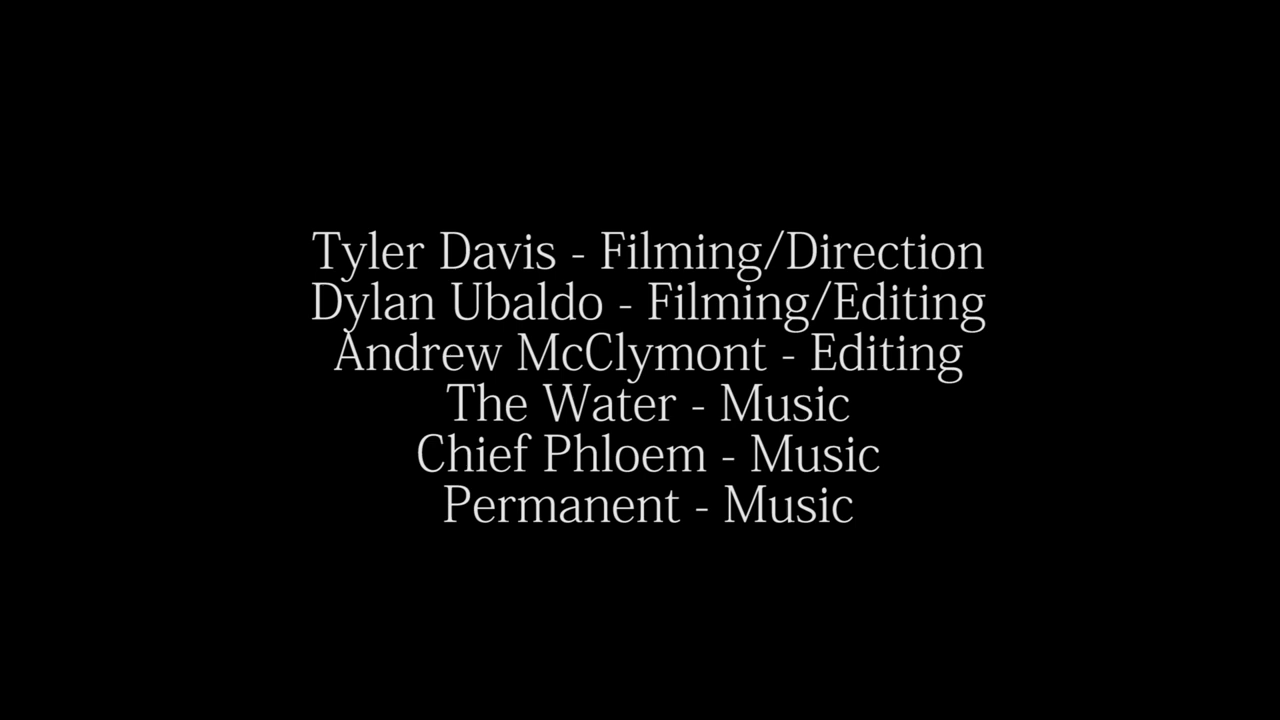 Tyler Davis - Filming/Direction
Dylan Ubaldo - Filming/Editing
Andrew McClymont - Editing
The Water - Music
Chief Phloem - Music
Permanent - Music